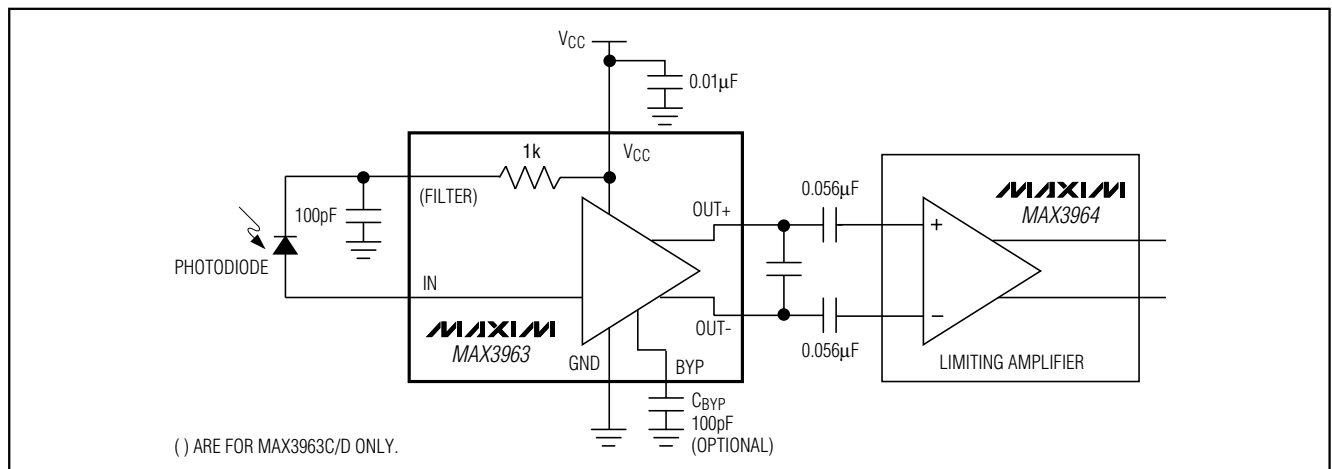 VCC
0.01μF
VCC
1k
(FILTER)
100pF
PHOTODIODE
IN
OUT+
OUT-
MAXIM
MAX3963
GND
BYP
CBYP
100pF
(OPTIONAL)
0.056μF
0.056μF
MAXIM
MAX3964
+
−
LIMITING AMPLIFIER
( ) ARE FOR MAX3963C/D ONLY.